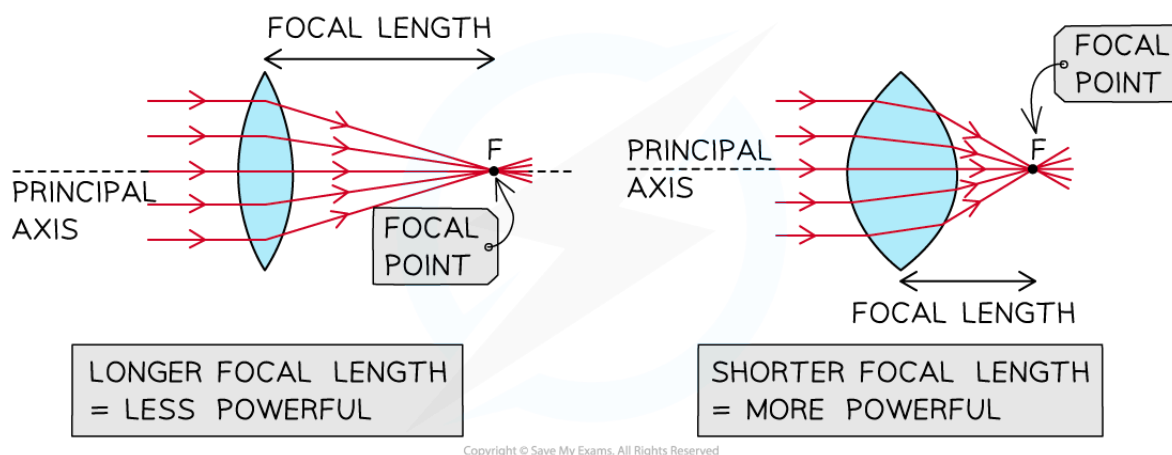 FOCAL LENGTH
PRINCIPAL
AXIS
F
FOCAL
POINT
LONGER FOCAL LENGTH
= LESS POWERFUL
FOCAL
POINT
PRINCIPAL
AXIS
F
FOCAL LENGTH
SHORTER FOCAL LENGTH
= MORE POWERFUL
Copyright © Save My Exams. All Rights Reserved